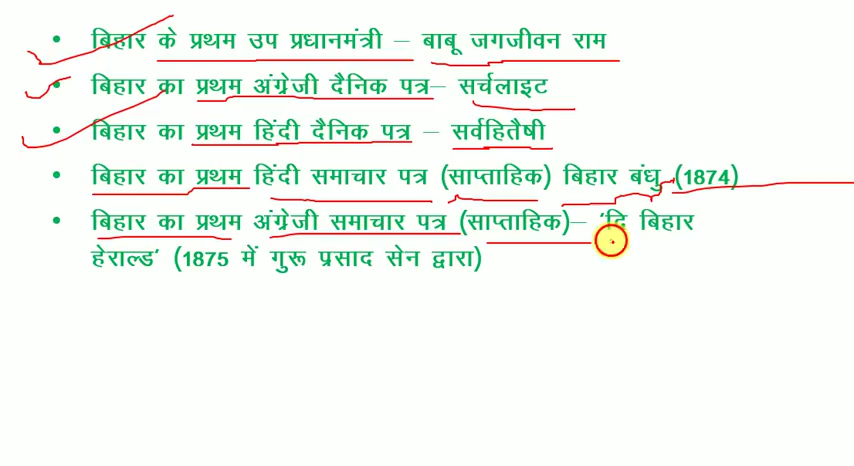 • बिहार के प्रथम उप प्रधानमंत्री – बाबू जगजीवन राम
• बिहार का प्रथम अंग्रेजी दैनिक पत्र– सर्चलाइट
• बिहार का प्रथम हिंदी दैनिक पत्र – सर्वहितैषी
• बिहार का प्रथम हिंदी समाचार पत्र (साप्ताहिक) बिहार बंधु (1874)
• बिहार का प्रथम अंग्रेजी समाचार पत्र (साप्ताहिक)– 'दि बिहार
हेराल्ड' (1875 में गुरू प्रसाद सेन द्वारा)